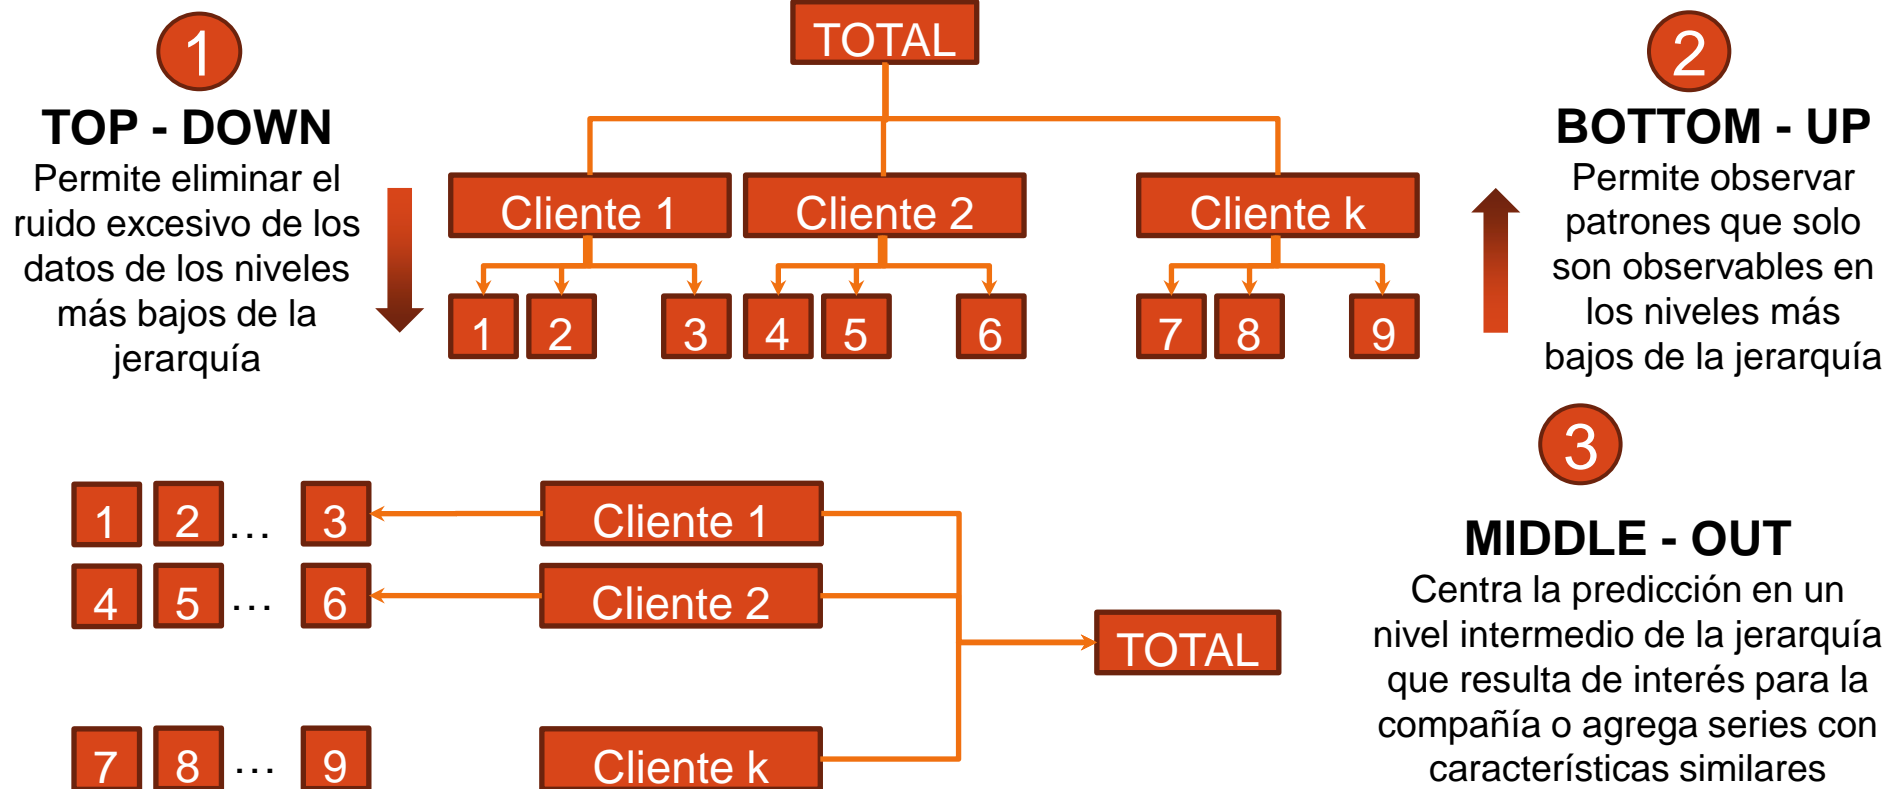 1
TOP - DOWN
Permite eliminar el
ruido excesivo de los
datos de los niveles
más bajos de la
jerarquía
TOTAL
Cliente 1 Cliente 2 Cliente k
1 2 3 4 5 6 7 8 9
2
BOTTOM - UP
Permite observar
patrones que solo
son observables en
los niveles más
bajos de la jerarquía
1 2 ... 3 Cliente 1
4 5 ... 6 Cliente 2
TOTAL
7 8 ... 9 Cliente k
3
MIDDLE - OUT
Centra la predicción en un
nivel intermedio de la jerarquía
que resulta de interés para la
compañía o agrega series con
características similares